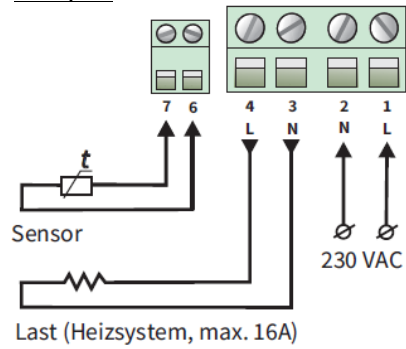 7 6 4 3 2 1
L N N L
t
Sensor
230 VAC
Last (Heizsystem, max. 16A)